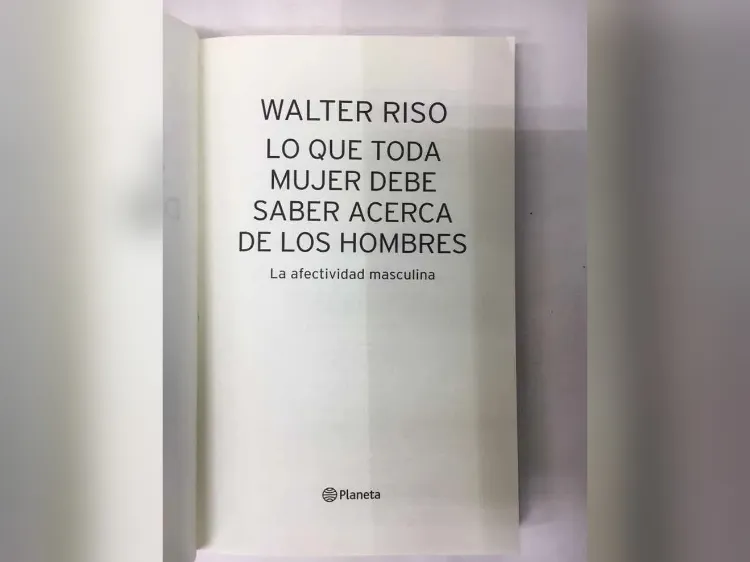 WALTER RISO
LO QUE TODA
MUJER DEBE
SABER ACERCA
DE LOS HOMBRES
La afectividad masculina
Planeta